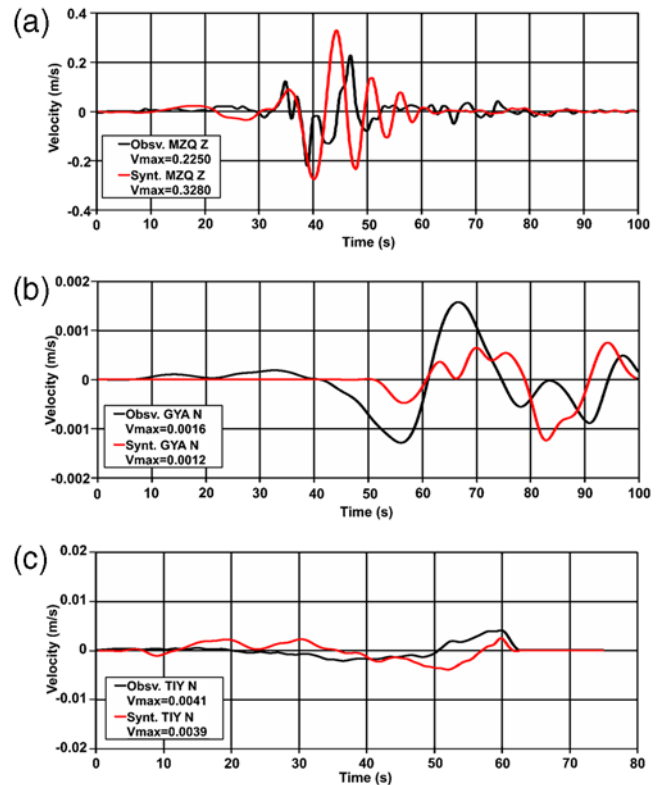 (a)
0.4
0.2
0
-0.2
-0.4
Velocity (m/s)
Obsv. MZQ Z
Vmax=0.2250
Synt. MZQ Z
Vmax=0.3280
0 10 20 30 40 50 60 70 80 90 100
Time (s)
(b)
0.002
0.001
0
-0.001
-0.002
Velocity (m/s)
Obsv. GYA N
Vmax=0.0016
Synt. GYA N
Vmax=0.0012
0 10 20 30 40 50 60 70 80 90 100
Time (s)
(c)
0.02
0.01
0
-0.01
-0.02
Velocity (m/s)
Obsv. TIY N
Vmax=0.0041
Synt. TIY N
Vmax=0.0039
0 10 20 30 40 50 60 70 80
Time (s)